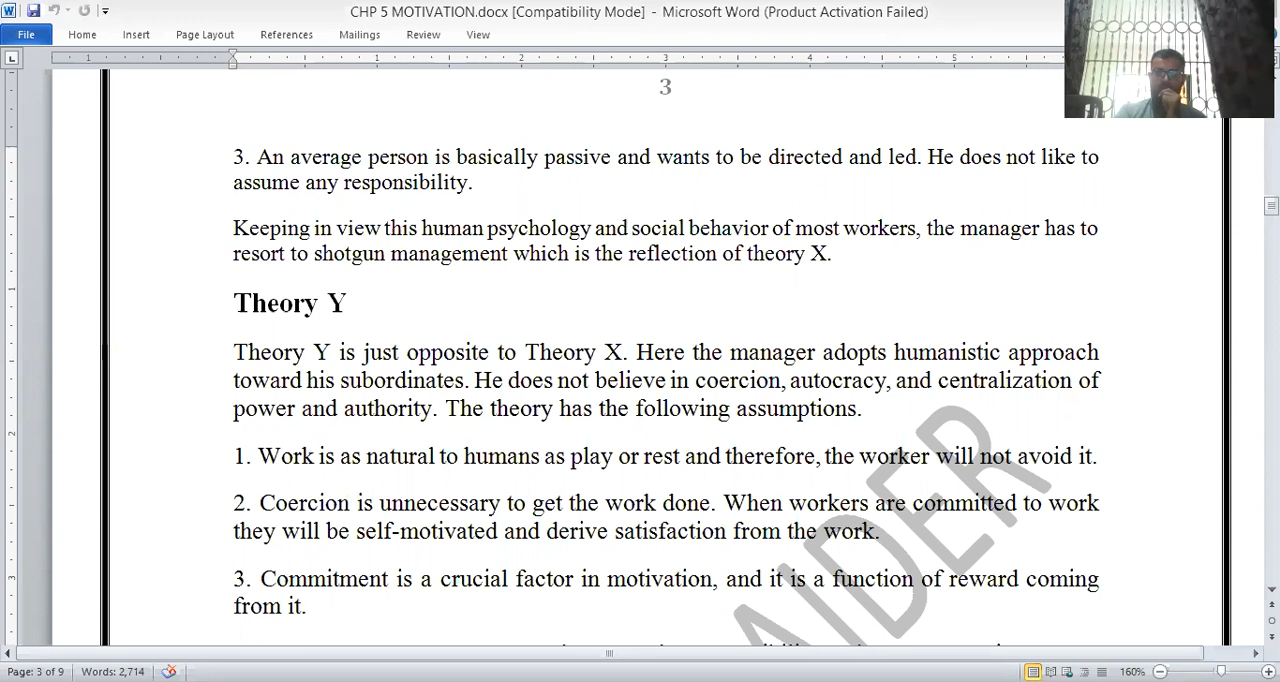 CHP 5 MOTIVATION.docx [Compatibility Mode] - Microsoft Word (Product Activation Failed)
File Home Insert Page Layout References Mailings Review View
1 1 2 3 4 5
3
3. An average person is basically passive and wants to be directed and led. He does not like to
assume any responsibility.
Keeping in view this human psychology and social behavior of most workers, the manager has to
resort to shotgun management which is the reflection of theory X.
Theory Y
Theory Y is just opposite to Theory X. Here the manager adopts humanistic approach
toward his subordinates. He does not believe in coercion, autocracy, and centralization of
power and authority. The theory has the following assumptions.
1. Work is as natural to humans as play or rest and therefore, the worker will not avoid it.
2. Coercion is unnecessary to get the work done. When workers are committed to work
they will be self-motivated and derive satisfaction from the work.
3. Commitment is a crucial factor in motivation, and it is a function of reward coming
from it.
AIDER
Page: 3 of 9 Words: 2,714 160%